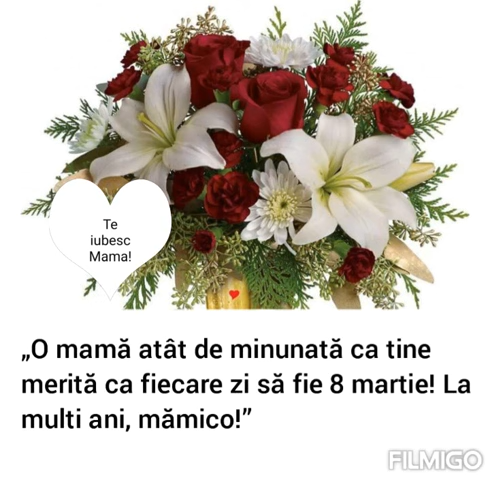 Te
iubesc
Mama!
„O mamă atât de minunată ca tine
merită ca fiecare zi să fie 8 martie! La
multi ani, mămico!”
FILMIGO